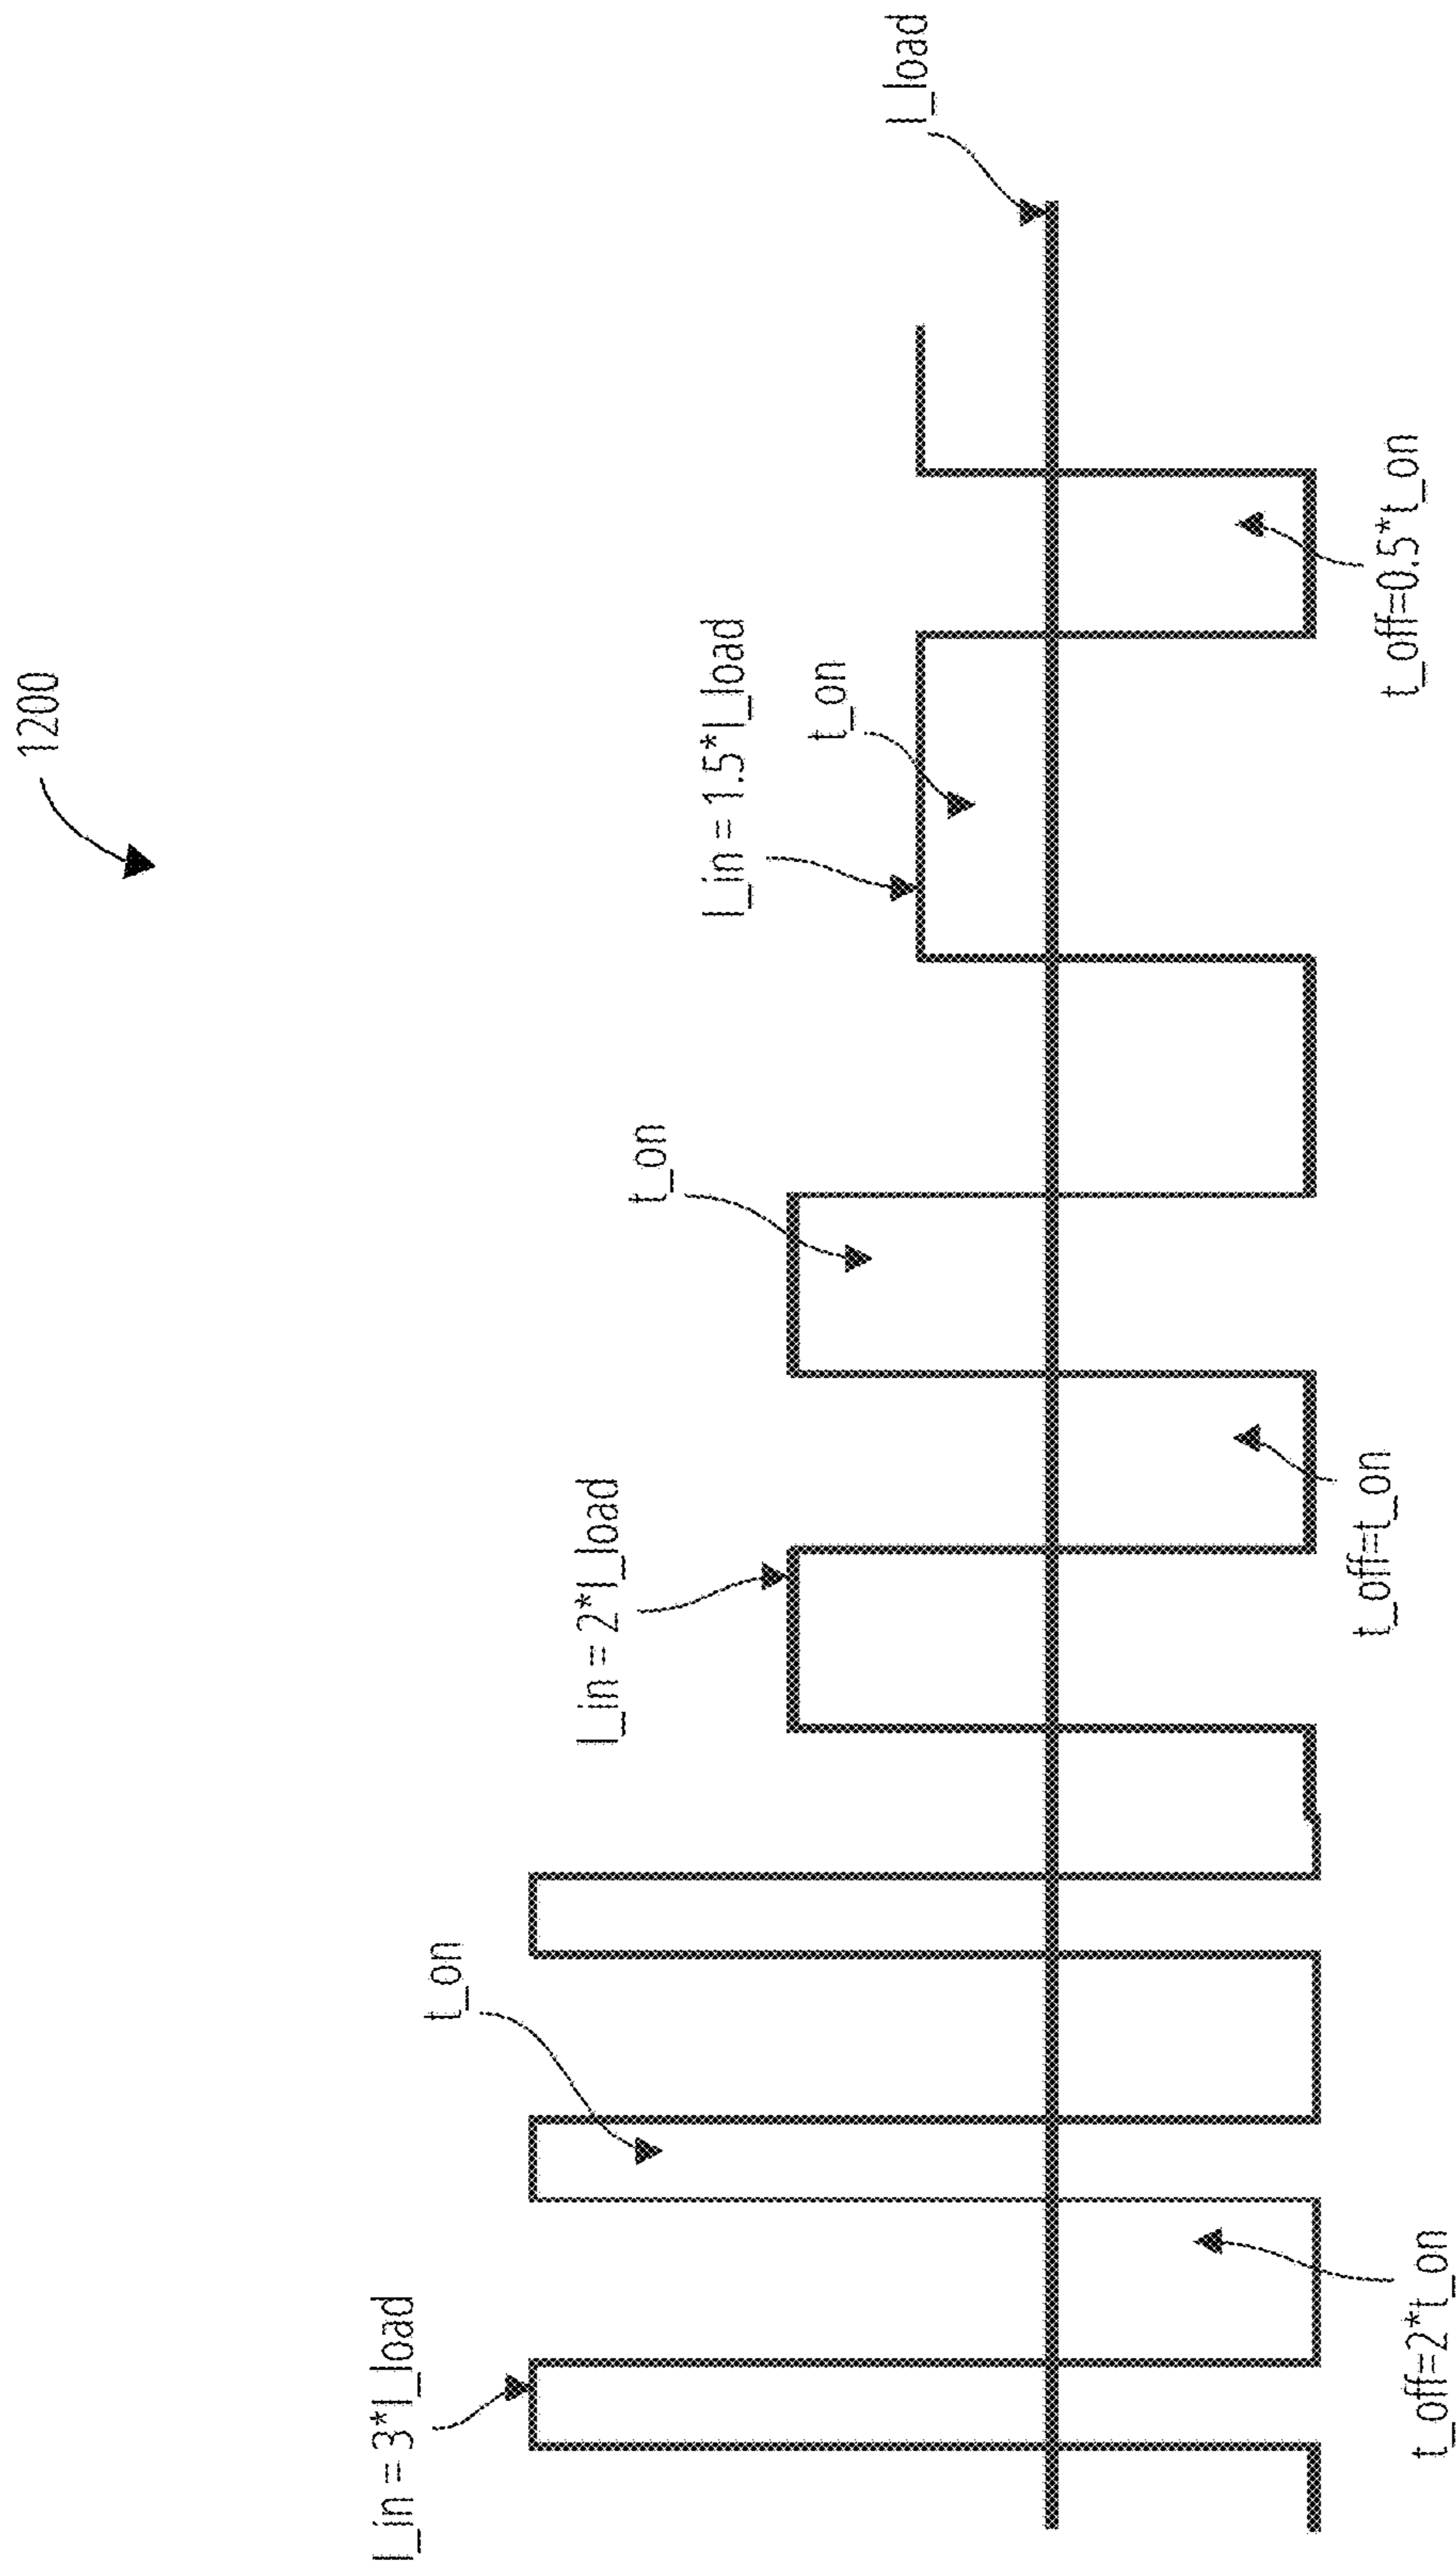 1200
I_in = 3*I_load
t_on
t_off=2*t_on
I_in = 2*I_load
t_on
t_off=t_on
I_in = 1.5*I_load
t_on
t_off=0.5*t_on
I_load